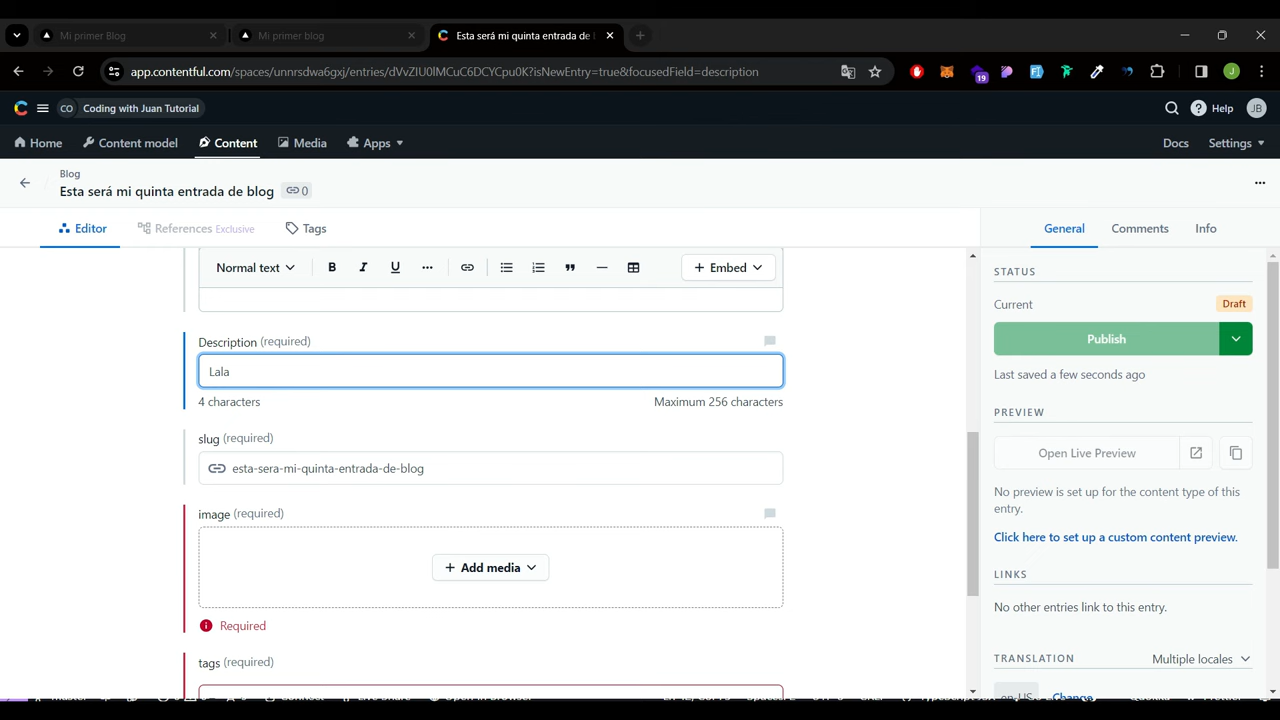 Mi primer Blog
Mi primer blog
Esta será mi quinta entrada de l
app.contentful.com/spaces/unnrsdwa6gxj/entries/dVvZIU0lMCuC6DCYCpu0K?isNewEntry=true&focusedField=description
19
J
CO Coding with Juan Tutorial
Help
JB
Home
Content model
Content
Media
Apps
Docs
Settings
Blog
Esta será mi quinta entrada de blog
0
Editor
References Exclusive
Tags
General
Comments
Info
Normal text
B I U
Embed
Description (required)
Lala
4 characters
Maximum 256 characters
slug (required)
esta-sera-mi-quinta-entrada-de-blog
image (required)
Add media
Required
tags (required)
STATUS
Current
Draft
Publish
Last saved a few seconds ago
PREVIEW
Open Live Preview
No preview is set up for the content type of this
entry.
Click here to set up a custom content preview.
LINKS
No other entries link to this entry.
TRANSLATION
Multiple locales
en-US
Change